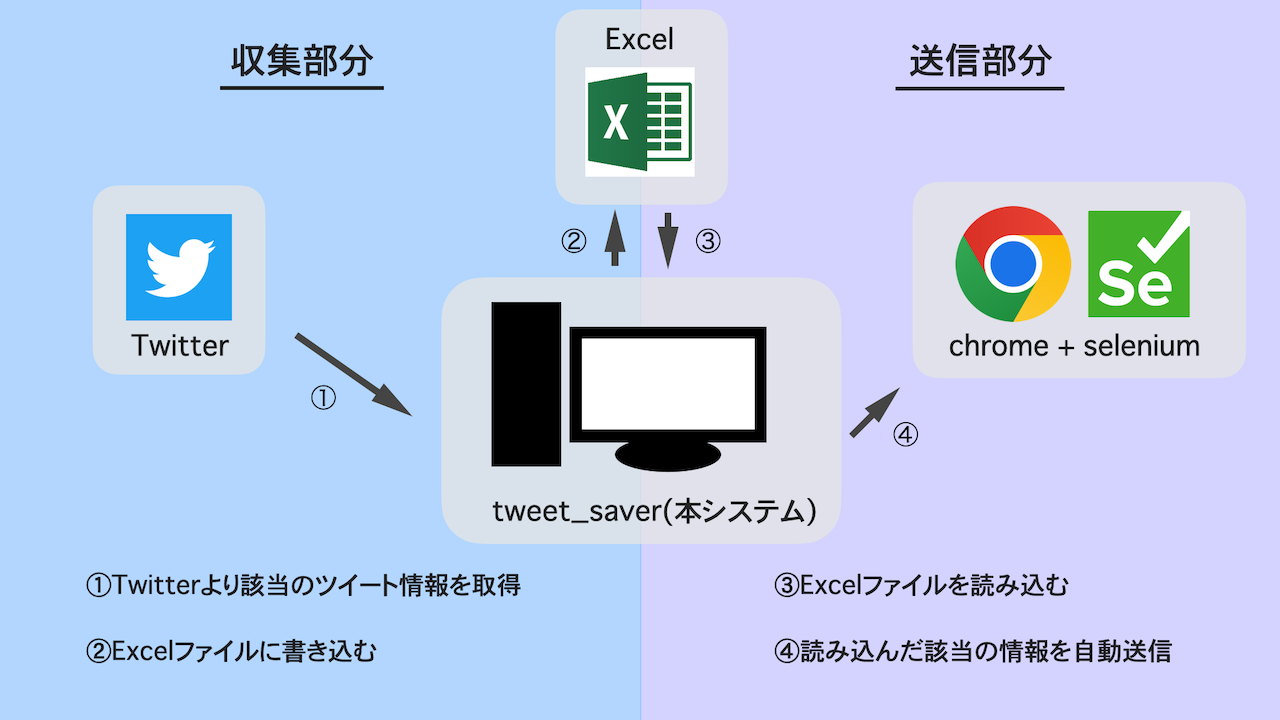 収集部分
Excel
X
送信部分
②
③
Twitter
Se
chrome + selenium
①
④
tweet_saver(本システム)
①Twitterより該当のツイート情報を取得
②Excelファイルに書き込む
③Excelファイルを読み込む
④読み込んだ該当の情報を自動送信